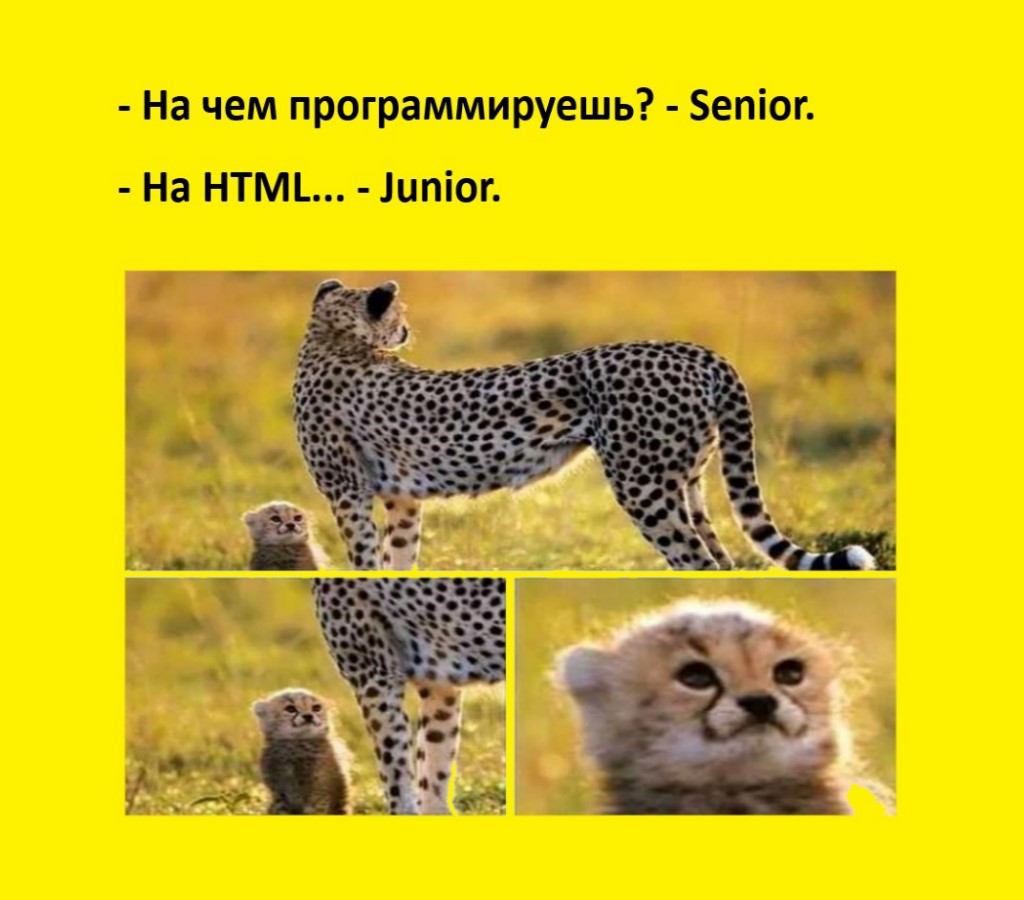 - На чем программируешь? - Senior.
- На HTML... - Junior.